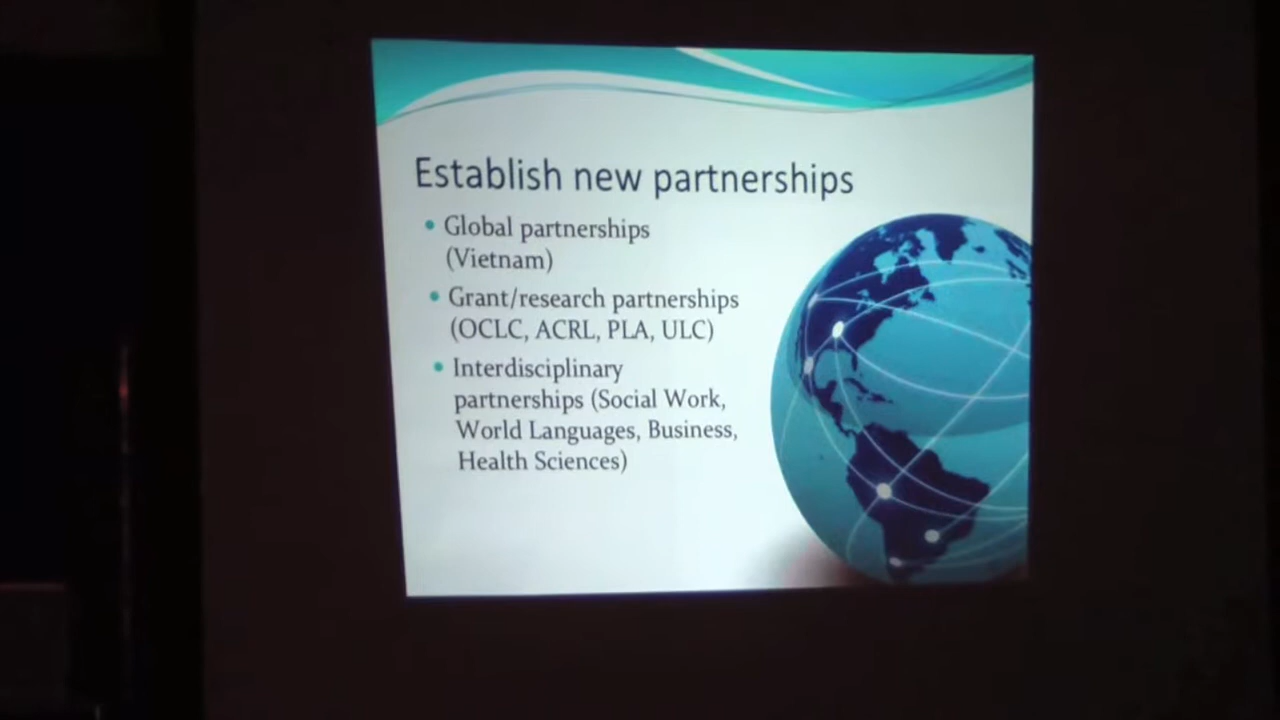 Establish new partnerships
• Global partnerships
(Vietnam)
• Grant/research partnerships
(OCLC, ACRL, PLA, ULC)
• Interdisciplinary
partnerships (Social Work,
World Languages, Business,
Health Sciences)